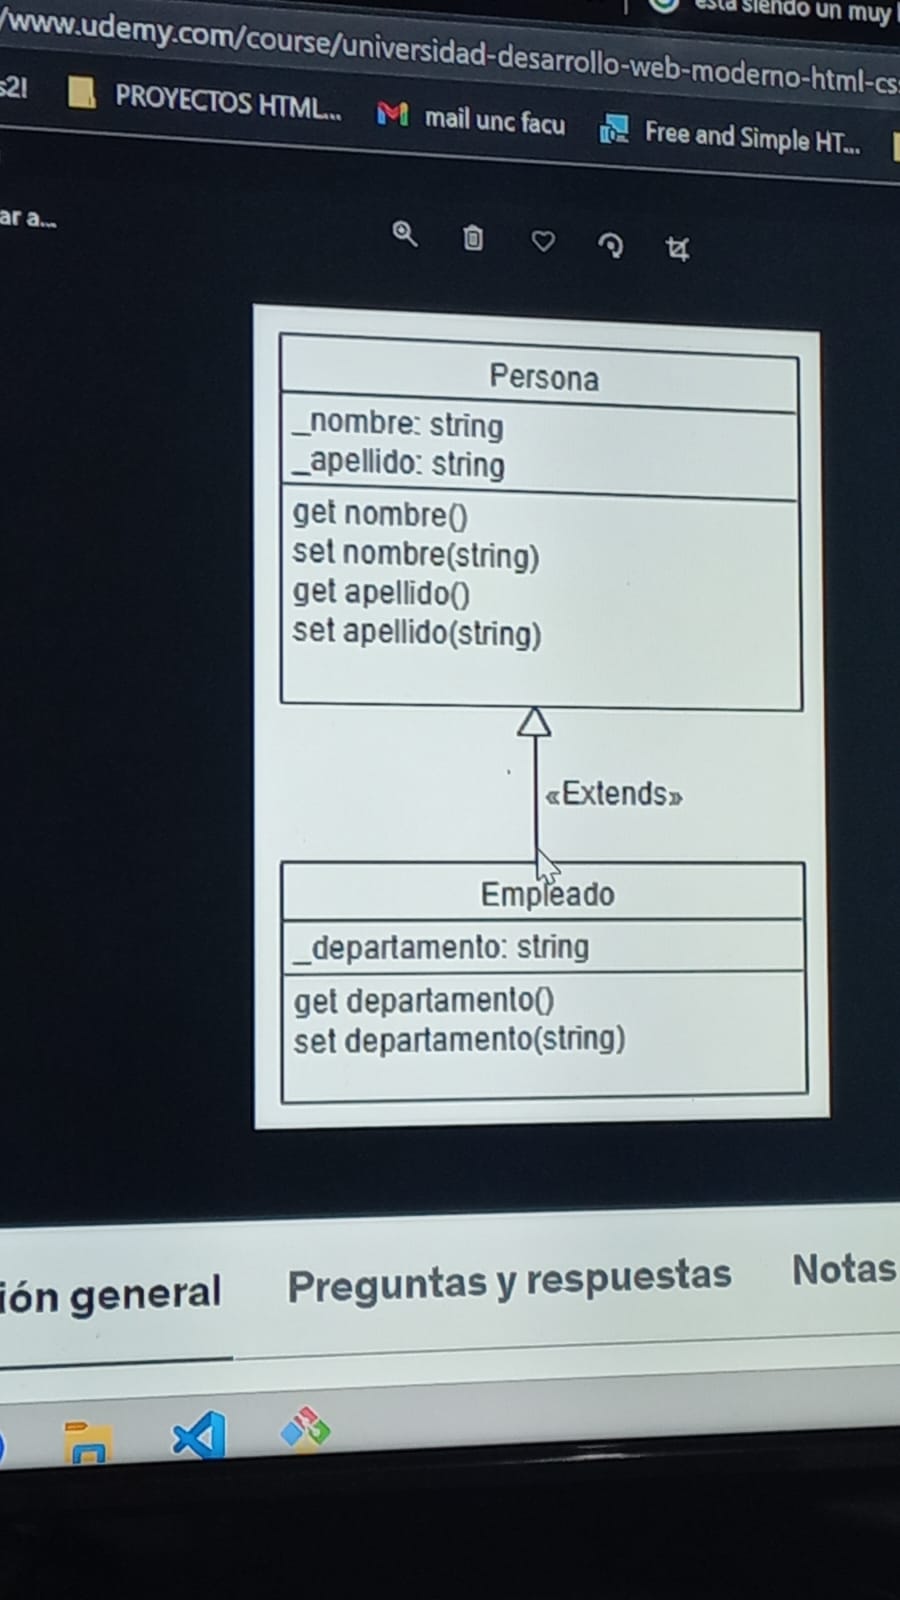 /www.udemy.com/course/universidad-desarrollo-web-moderno-html-cs
está siendo un muy
s21
PROYECTOS HTML...
mail unc facu
Free and Simple HT...
ar a...
Persona
_nombre: string
_apellido: string
get nombre()
set nombre(string)
get apellido()
set apellido(string)
«Extends»
Empleado
_departamento: string
get departamento()
set departamento(string)
ión general
Preguntas y respuestas
Notas